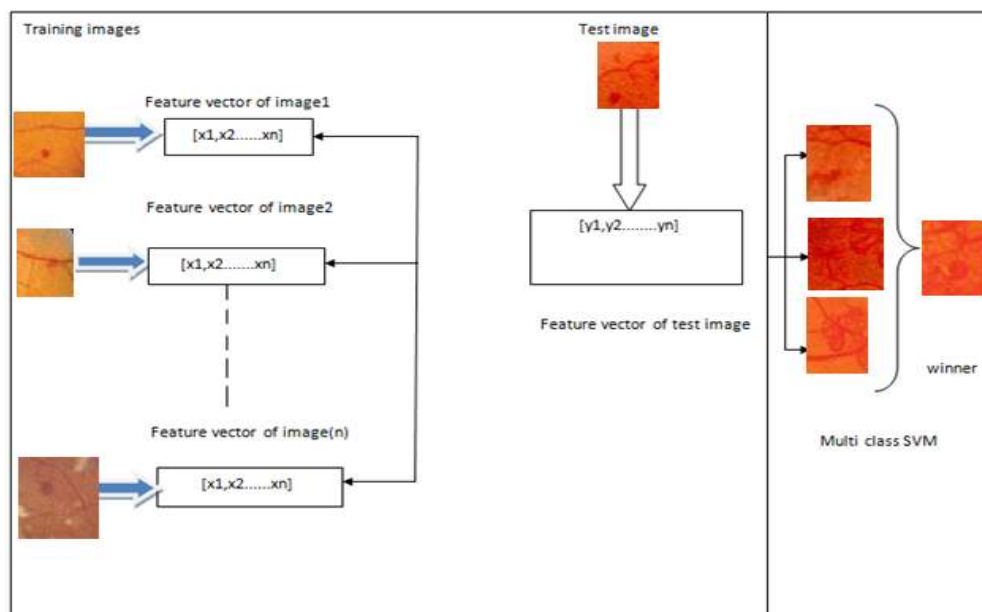 Training images
Test image
Feature vector of image1
[x1,x2......xn]
Feature vector of image2
[x1,x2.......xn]
Feature vector of image(n)
[x1,x2......xn]
[y1,y2........yn]
Feature vector of test image
winner
Multi class SVM